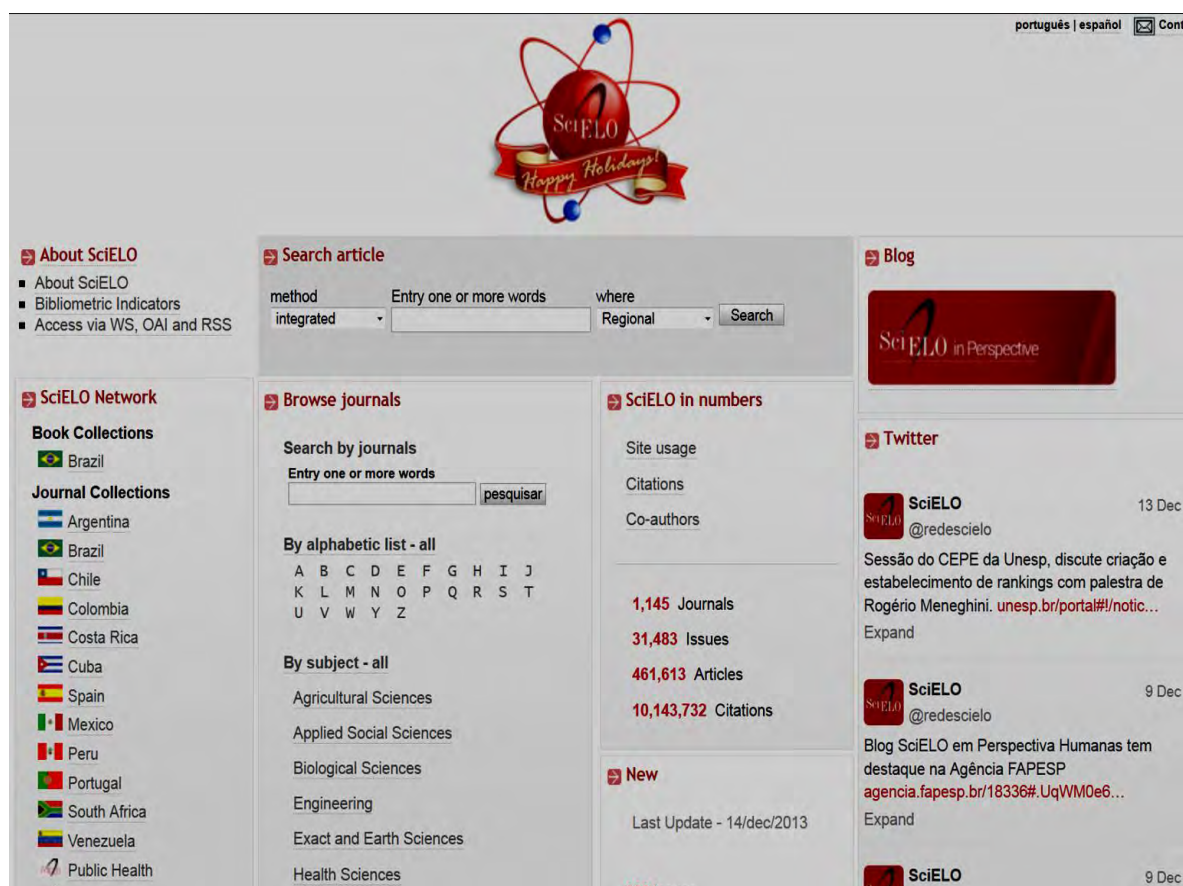 português | español Cont
SciELO
Happy Holidays!
About SciELO
About SciELO
Bibliometric Indicators
Access via WS, OAI and RSS
Search article
method Entry one or more words where
integrated Regional Search
Blog
SciELO in Perspective
SciELO Network
Book Collections
Brazil
Journal Collections
Argentina
Brazil
Chile
Colombia
Costa Rica
Cuba
Spain
Mexico
Peru
Portugal
South Africa
Venezuela
Public Health
Browse journals
Search by journals
Entry one or more words
pesquisar
By alphabetic list - all
A B C D E F G H I J
K L M N O P Q R S T
U V W Y Z
By subject - all
Agricultural Sciences
Applied Social Sciences
Biological Sciences
Engineering
Exact and Earth Sciences
Health Sciences
SciELO in numbers
Site usage
Citations
Co-authors
1,145 Journals
31,483 Issues
461,613 Articles
10,143,732 Citations
New
Last Update - 14/dec/2013
Twitter
SciELO 13 Dec
SciELO
@redescielo
Sessão do CEPE da Unesp, discute criação e
estabelecimento de rankings com palestra de
Rogério Meneghini. unesp.br/portal#!/notic…
Expand
SciELO 9 Dec
SciELO
@redescielo
Blog SciELO em Perspectiva Humanas tem
destaque na Agência FAPESP
agencia.fapesp.br/18336#.UqWM0e6…
Expand
SciELO 9 Dec